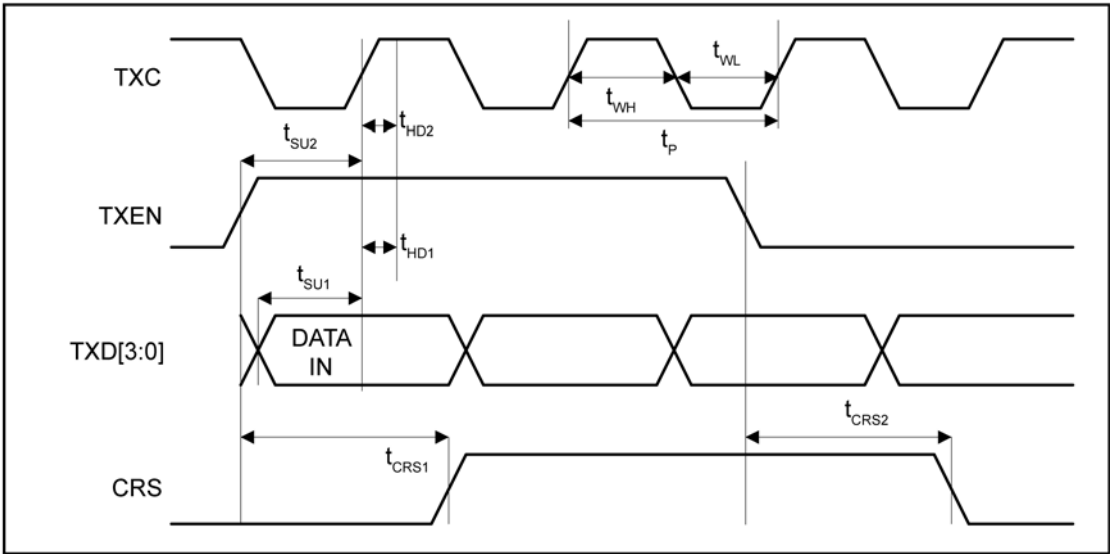 TXC
t_WL
t_WH
t_HD2
t_SU2
t_P
TXEN
t_HD1
t_SU1
TXD[3:0]
DATA
IN
t_CRS2
t_CRS1
CRS